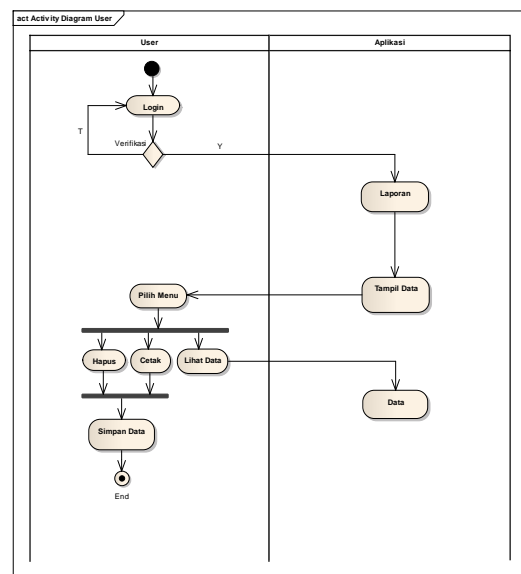 act Activity Diagram User
User
Aplikasi
Login
T
Verifikasi
Y
Laporan
Tampil Data
Pilih Menu
Hapus
Cetak
Lihat Data
Data
Simpan Data
End